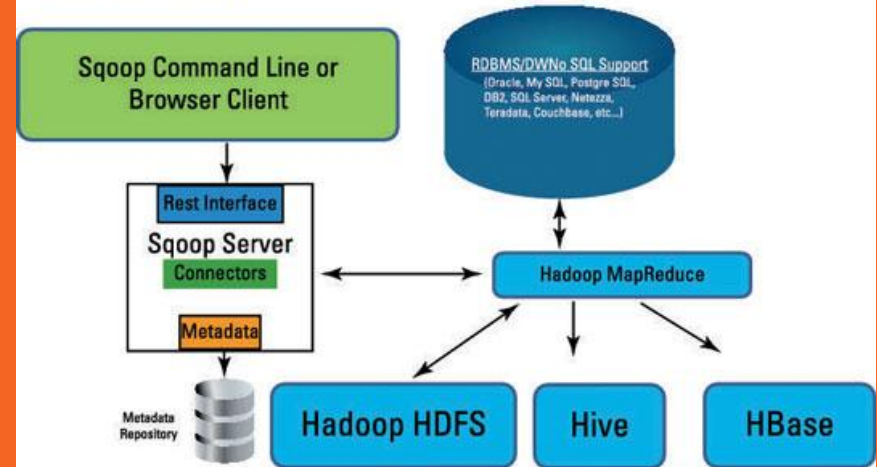 Sqoop Command Line or
Browser Client
RDBMS/DWNo SQL Support
(Oracle, My SQL, Postgre SQL,
DB2, SQL Server, Netezza,
Teradata, Couchbase, etc...)
Rest Interface
Sqoop Server
Connectors
Hadoop MapReduce
Metadata
Metadata
Repository
Hadoop HDFS
Hive
HBase